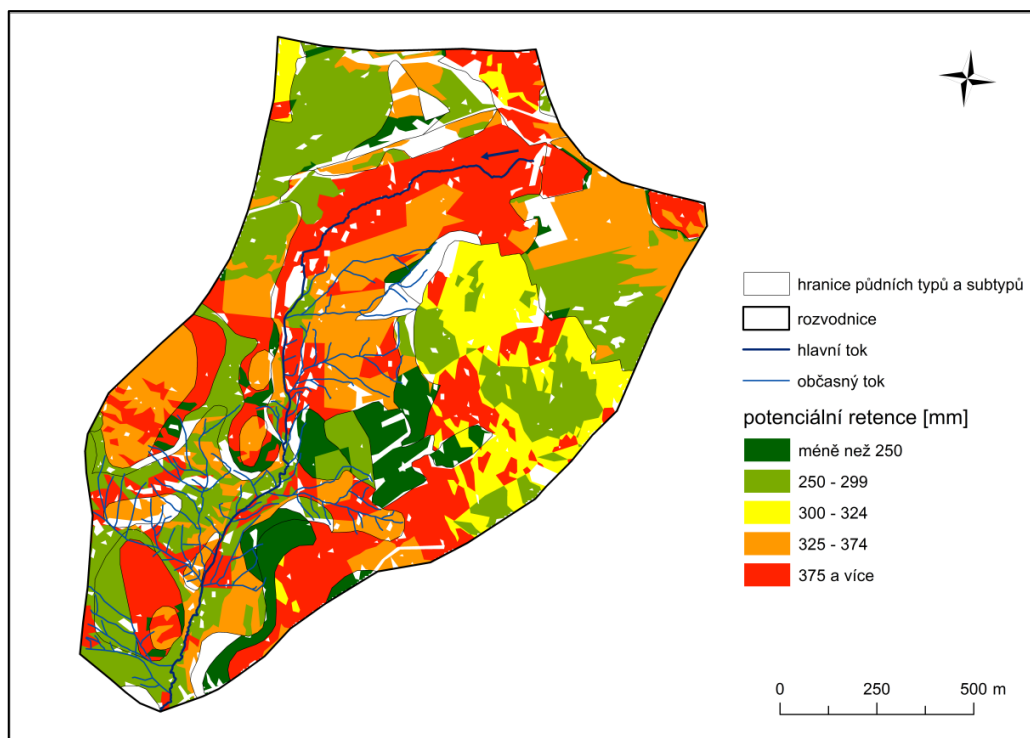 hranice půdních typů a subtypů
rozvodnice
hlavní tok
občasný tok
potenciální retence [mm]
méně než 250
250 - 299
300 - 324
325 - 374
375 a více
0 250 500 m